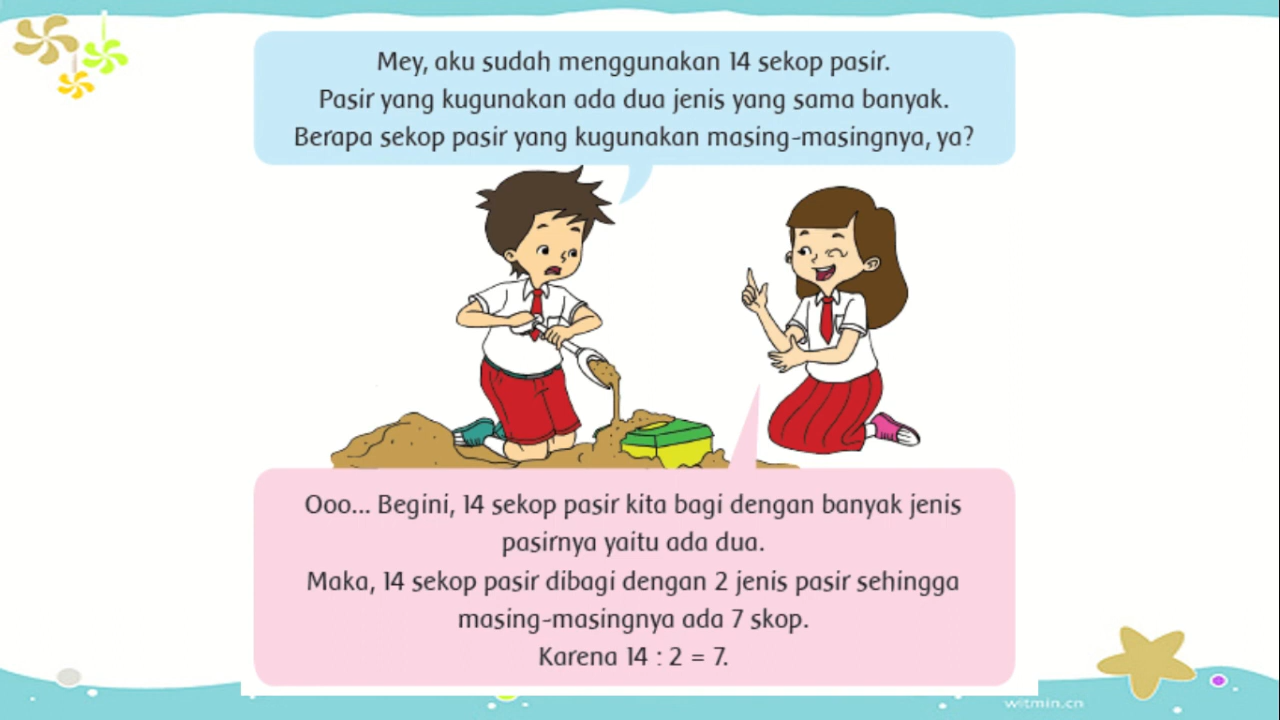 Mey, aku sudah menggunakan 14 sekop pasir.
Pasir yang kugunakan ada dua jenis yang sama banyak.
Berapa sekop pasir yang kugunakan masing-masingnya, ya?
Ooo... Begini, 14 sekop pasir kita bagi dengan banyak jenis
pasirnya yaitu ada dua.
Maka, 14 sekop pasir dibagi dengan 2 jenis pasir sehingga
masing-masingnya ada 7 skop.
Karena 14 : 2 = 7.
witmin.cn